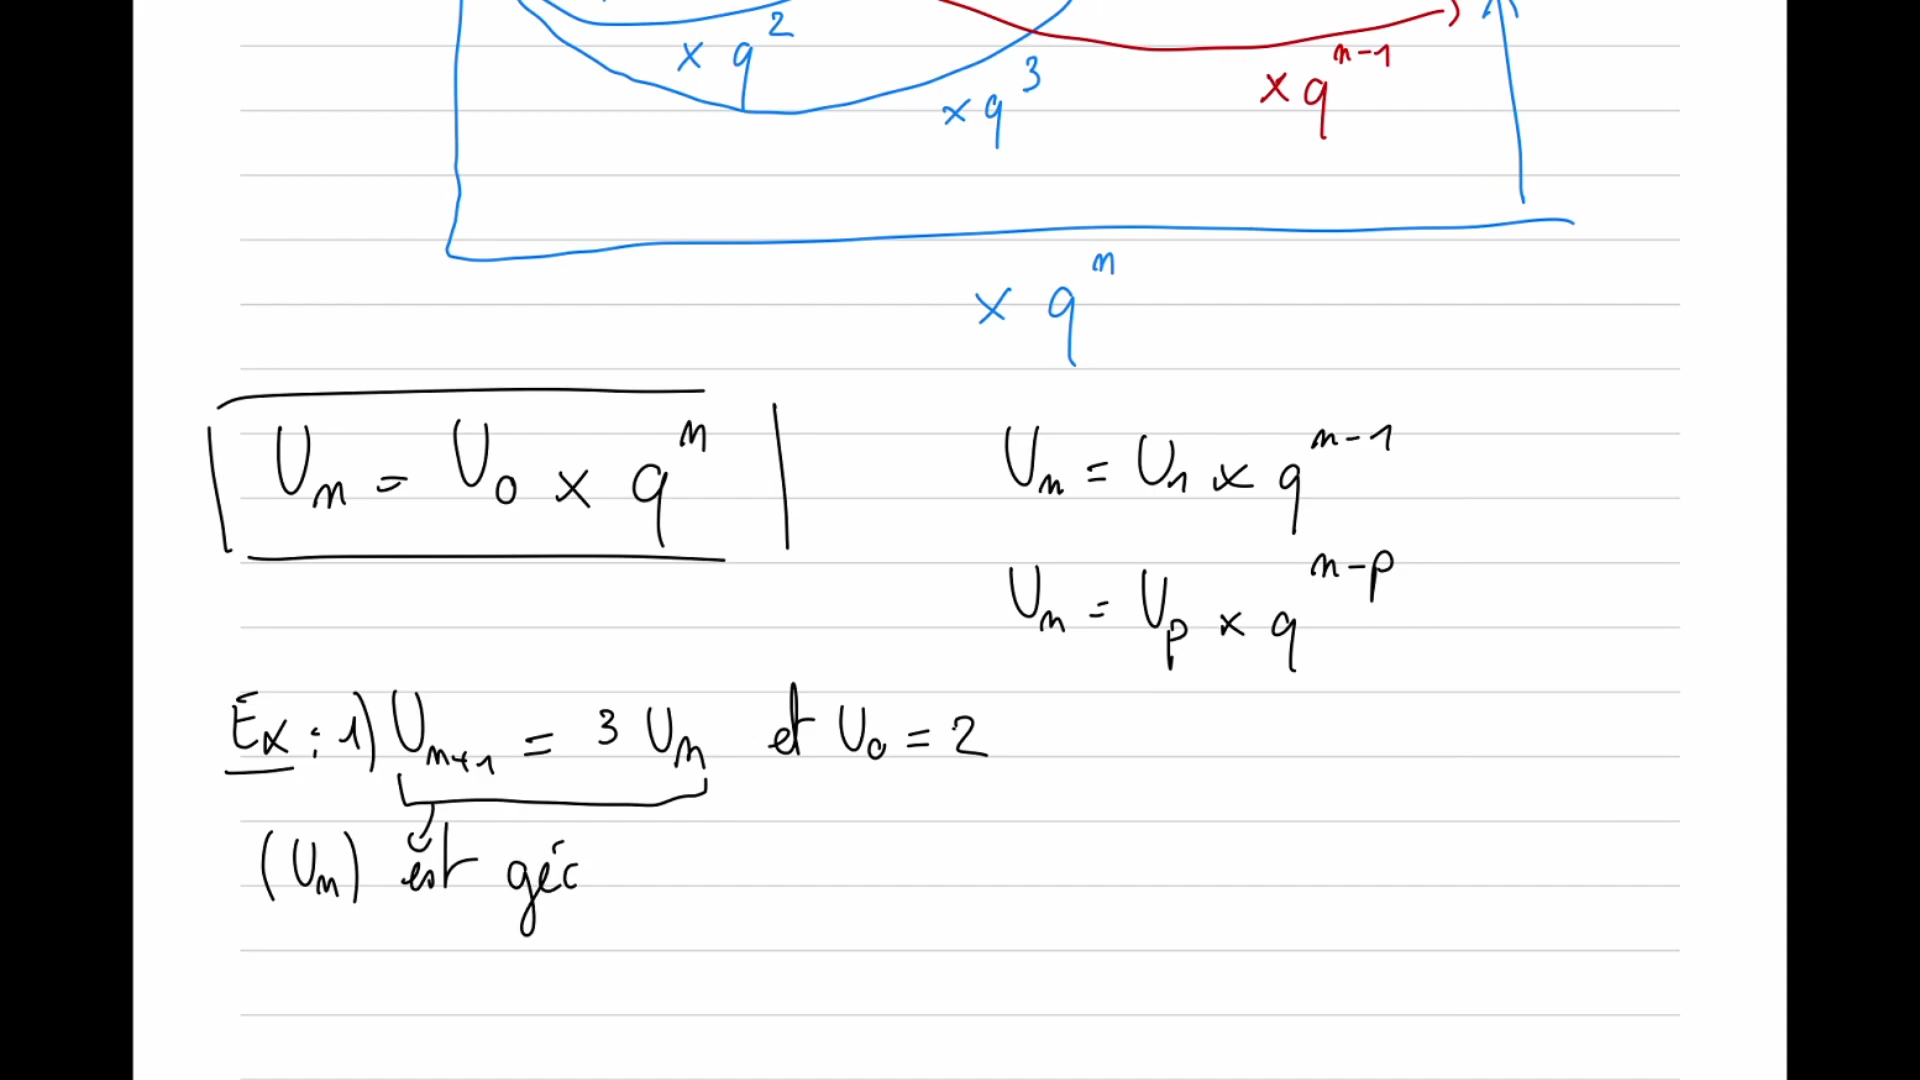 × q²
× q³
× qⁿ⁻¹
× qⁿ
Uₙ = U₀ × qⁿ
Uₙ = U₁ × qⁿ⁻¹
Uₙ = Uₚ × qⁿ⁻ᵖ
Ex : 1) Uₙ₊₁ = 3 Uₙ et U₀ = 2
(Uₙ) est géo